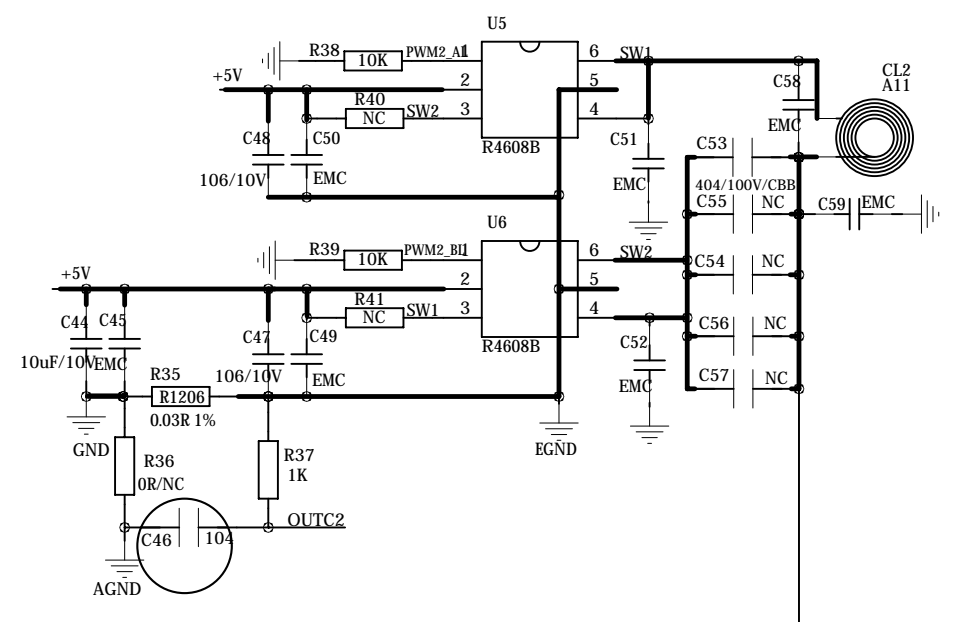 U5
R38
10K
PWM2_AL
1
6
SW1
+5V
2
5
R40
NC
SW2
3
4
R4608B
C48
C50
106/10V
EMC
C51
EMC
C58
EMC
CL2
A11
C53
404/100V/CBB
C55
NC
C59
EMC
U6
R39
10K
PWM2_BL
1
6
SW2
+5V
2
5
R41
NC
SW1
3
4
R4608B
C54
NC
C56
NC
C57
NC
C44
C45
10uF/10V
EMC
C47
C49
106/10V
EMC
C52
EMC
R35
R1206
0.03R 1%
GND
EGND
R36
0R/NC
R37
1K
C46
104
OUTC2
AGND